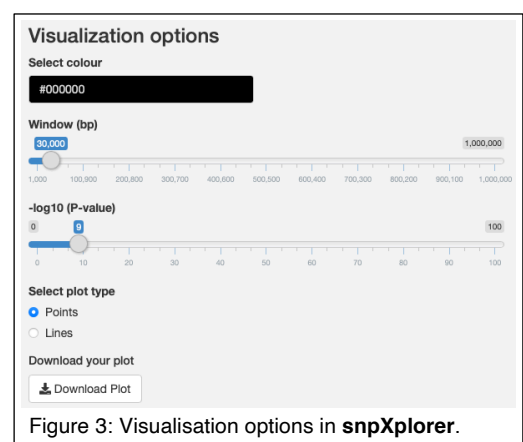 Visualization options
Select colour
#000000
Window (bp)
30,000 1,000,000
1,000 100,900 200,800 300,700 400,600 500,500 600,400 700,300 800,200 900,100 1,000,000
-log10 (P-value)
0 9 100
0 10 20 30 40 50 60 70 80 90 100
Select plot type
Points
Lines
Download your plot
Download Plot
Figure 3: Visualisation options in snpXplorer.